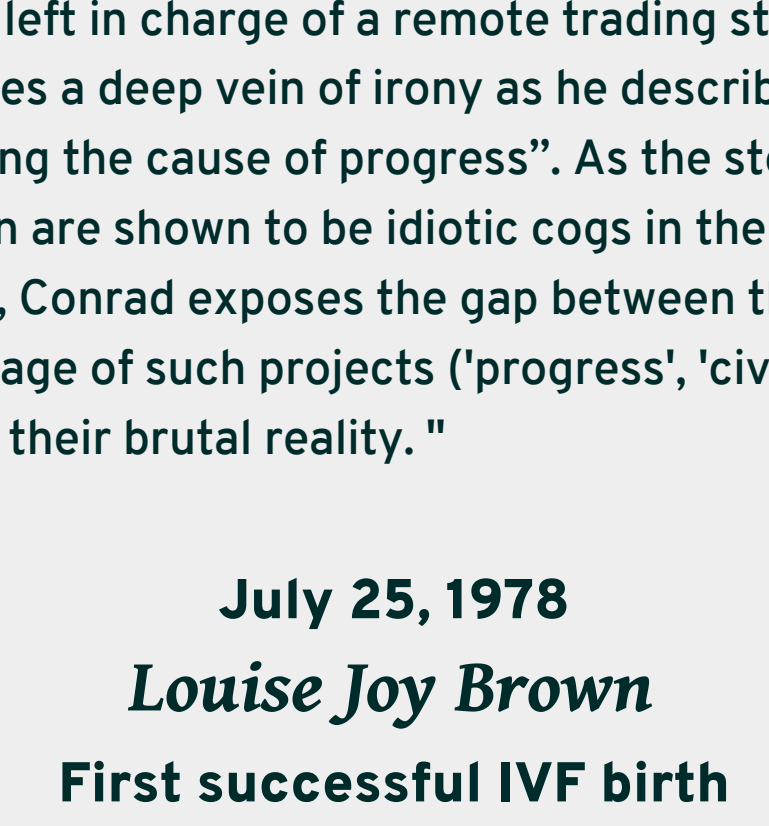 left in charge of a remote trading st
es a deep vein of irony as he describ
ng the cause of progress”. As the sto
n are shown to be idiotic cogs in the
, Conrad exposes the gap between t
age of such projects ('progress', 'civ
their brutal reality. "
July 25, 1978
Louise Joy Brown
First successful IVF birth